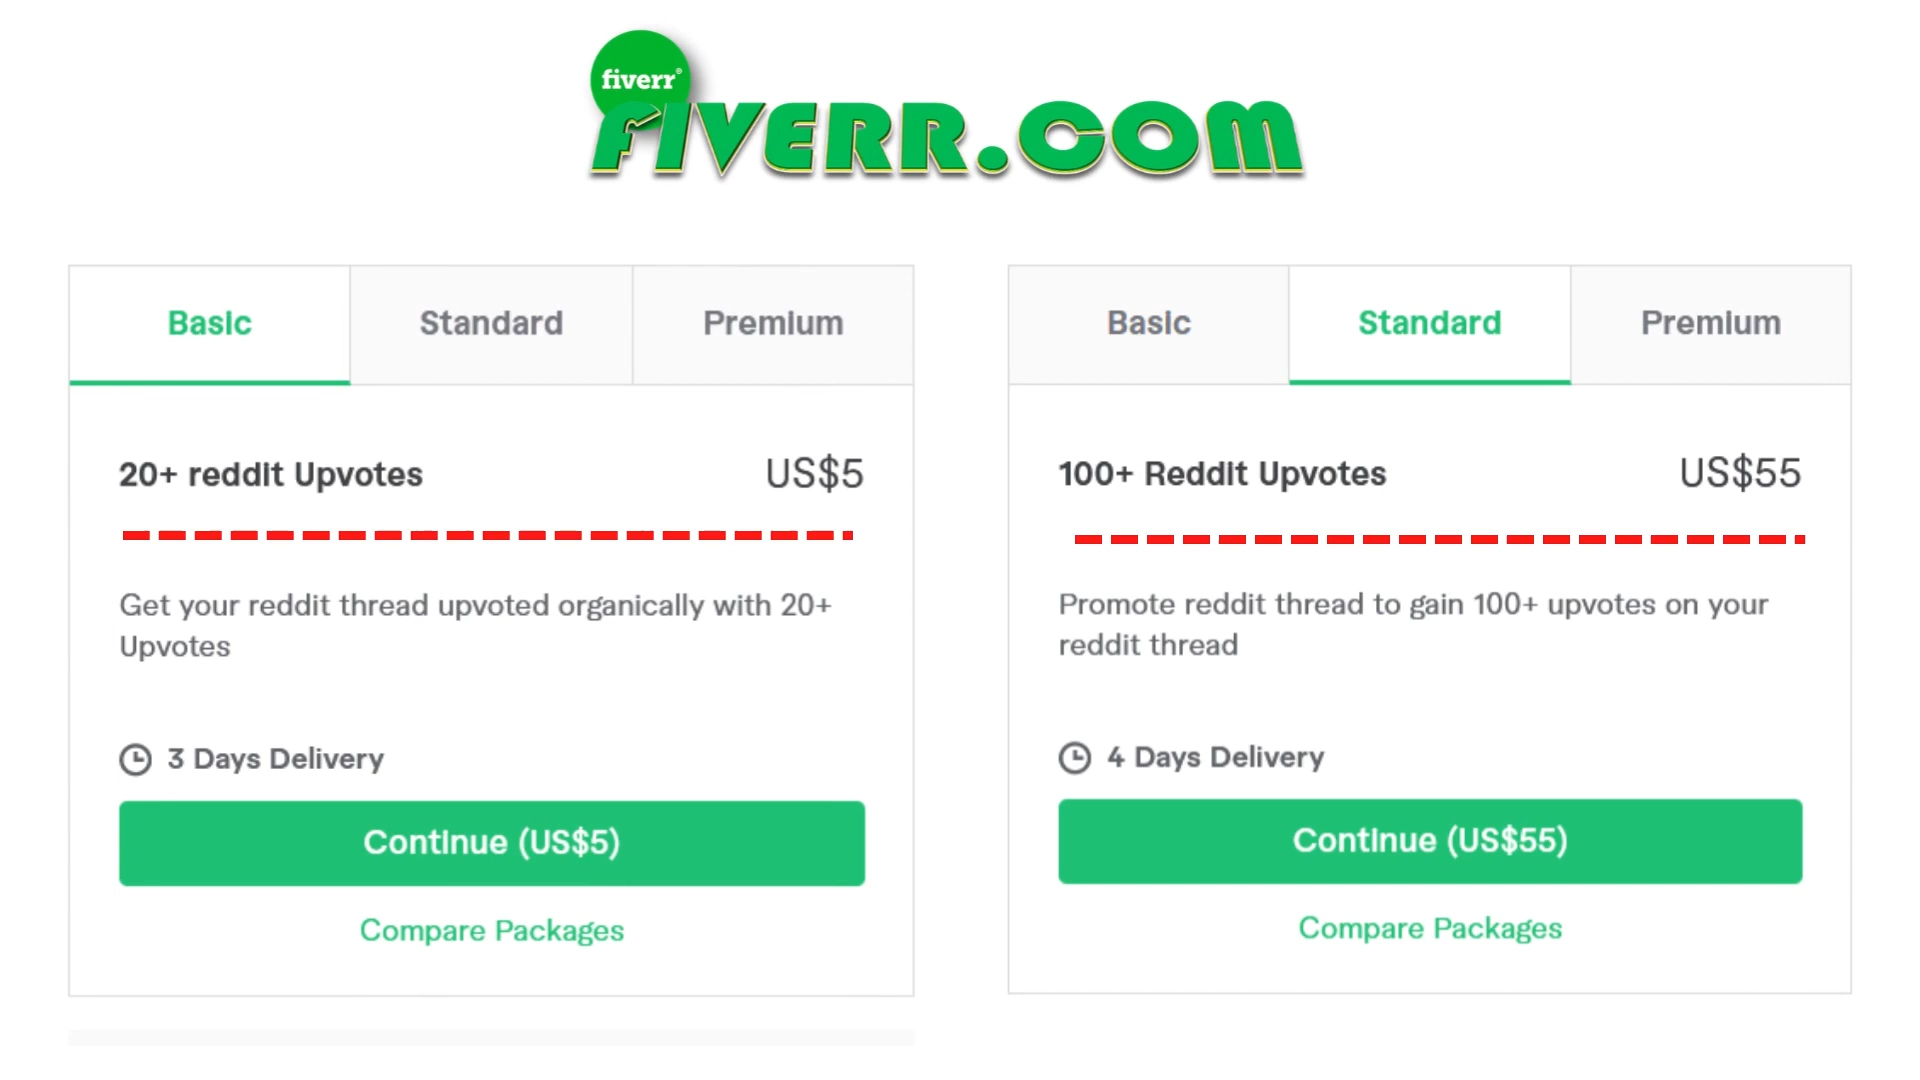 fiverr®
FIVERR.COM
Basic Standard Premium
20+ reddit Upvotes US$5
Get your reddit thread upvoted organically with 20+
Upvotes
3 Days Delivery
Continue (US$5)
Compare Packages
Basic Standard Premium
100+ Reddit Upvotes US$55
Promote reddit thread to gain 100+ upvotes on your
reddit thread
4 Days Delivery
Continue (US$55)
Compare Packages